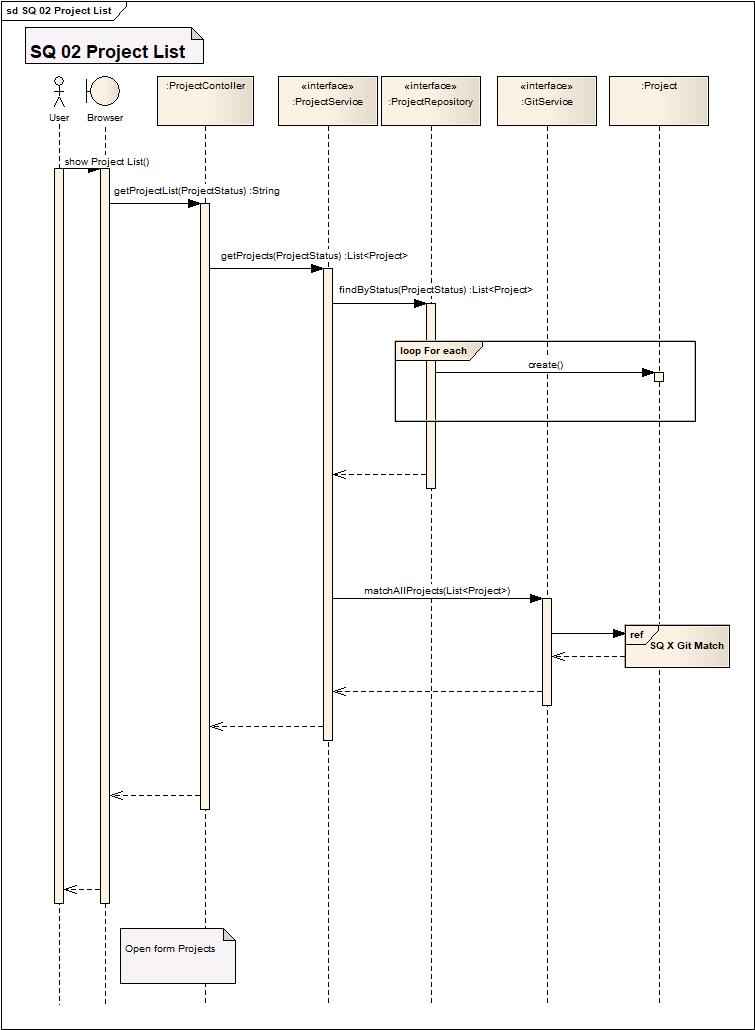 sd SQ 02 Project List
SQ 02 Project List
User
Browser
:ProjectContoller
«interface»
:ProjectService
«interface»
:ProjectRepository
«interface»
:GitService
:Project
show Project List()
getProjectList(ProjectStatus) :String
getProjects(ProjectStatus) :List<Project>
findByStatus(ProjectStatus) :List<Project>
loop For each
create()
matchAllProjects(List<Project>)
ref
SQ X Git Match
Open form Projects